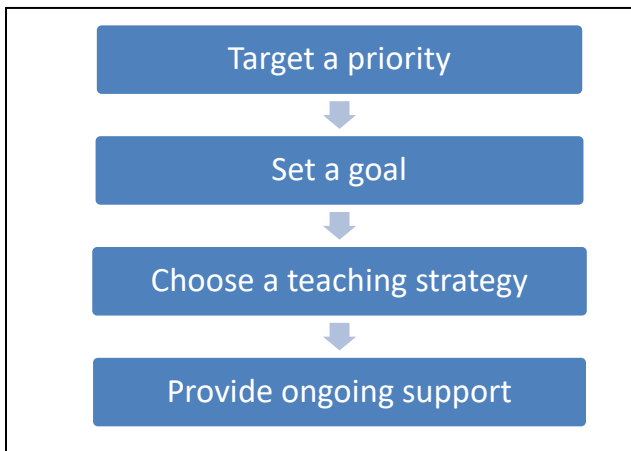 Target a priority
Set a goal
Choose a teaching strategy
Provide ongoing support